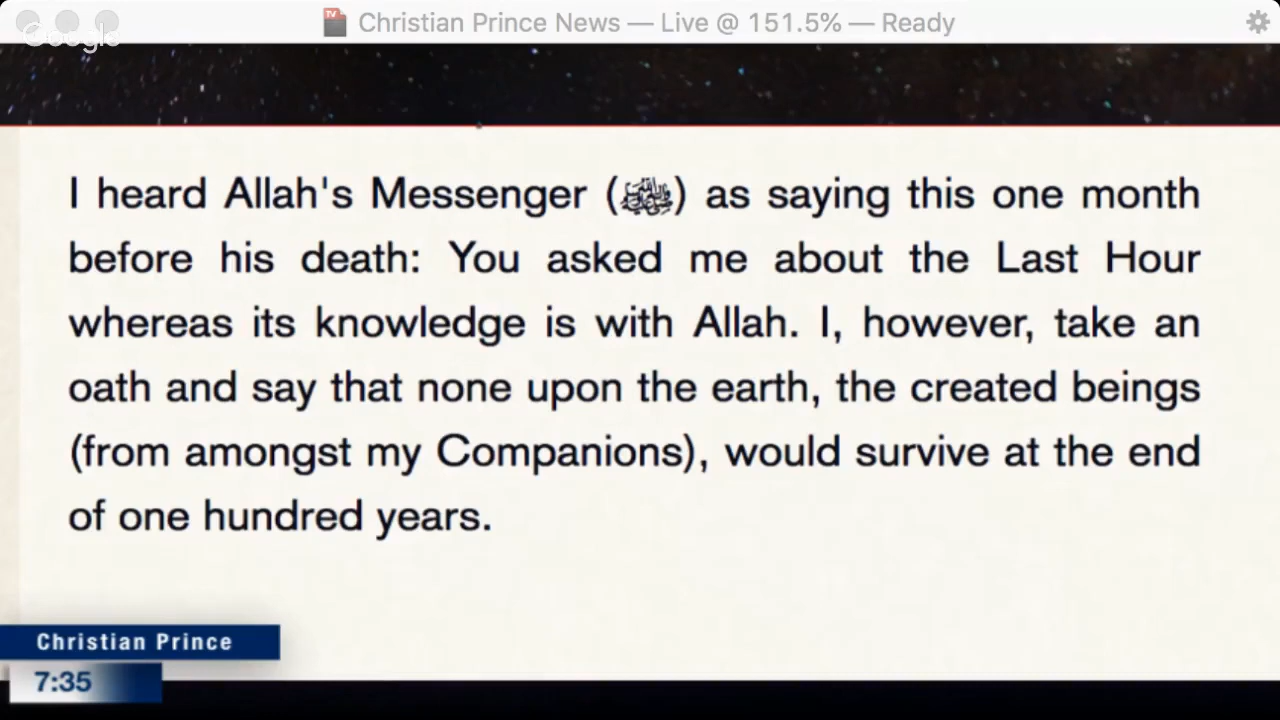 Christian Prince News — Live @ 151.5% — Ready
Google
I heard Allah's Messenger (ﷺ) as saying this one month
before his death: You asked me about the Last Hour
whereas its knowledge is with Allah. I, however, take an
oath and say that none upon the earth, the created beings
(from amongst my Companions), would survive at the end
of one hundred years.
Christian Prince
7:35